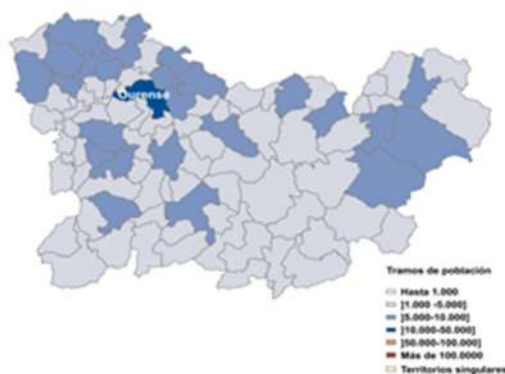 Ourense
Tramos de población
Hasta 1.000
]1.000 -5.000]
]5.000-10.000]
]10.000-50.000]
]50.000-100.000]
Más de 100.0000
Territorios singulares